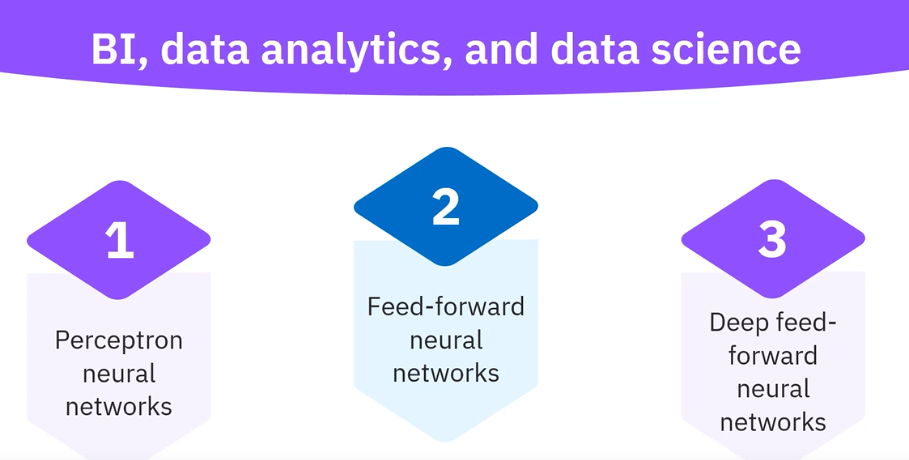 BI, data analytics, and data science
1
Perceptron
neural
networks
2
Feed-forward
neural
networks
3
Deep feed-
forward
neural
networks